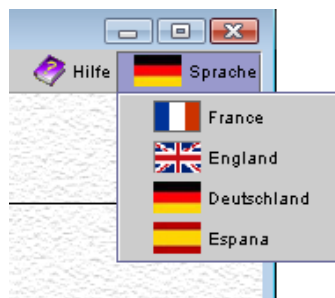 Hilfe Sprache
France
England
Deutschland
Espana